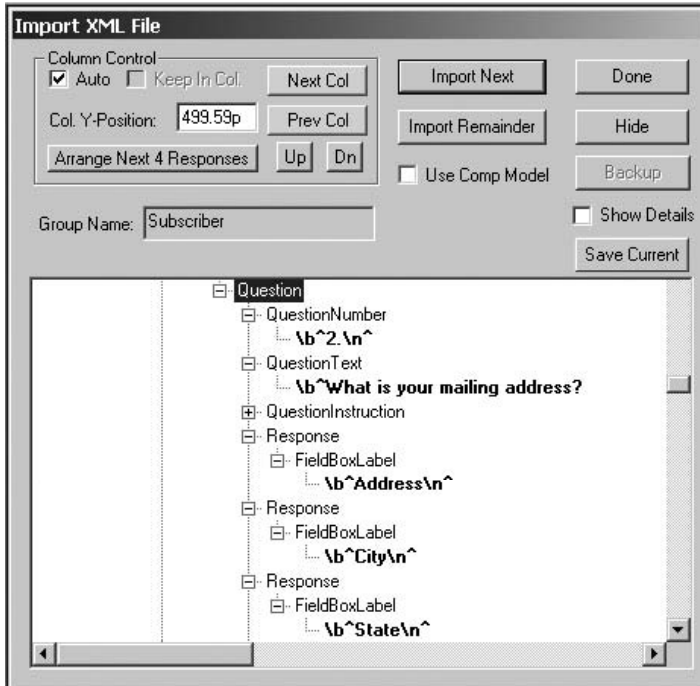 Import XML File
Column Control
Auto Keep In Col. Next Col
Col. Y-Position: 499.59p Prev Col
Arrange Next 4 Responses Up Dn
Import Next Done
Import Remainder Hide
Use Comp Model Backup
Show Details
Group Name: Subscriber
Save Current
Question
QuestionNumber
\b^2.\n^
QuestionText
\b^What is your mailing address?
QuestionInstruction
Response
FieldBoxLabel
\b^Address\n^
Response
FieldBoxLabel
\b^City\n^
Response
FieldBoxLabel
\b^State\n^